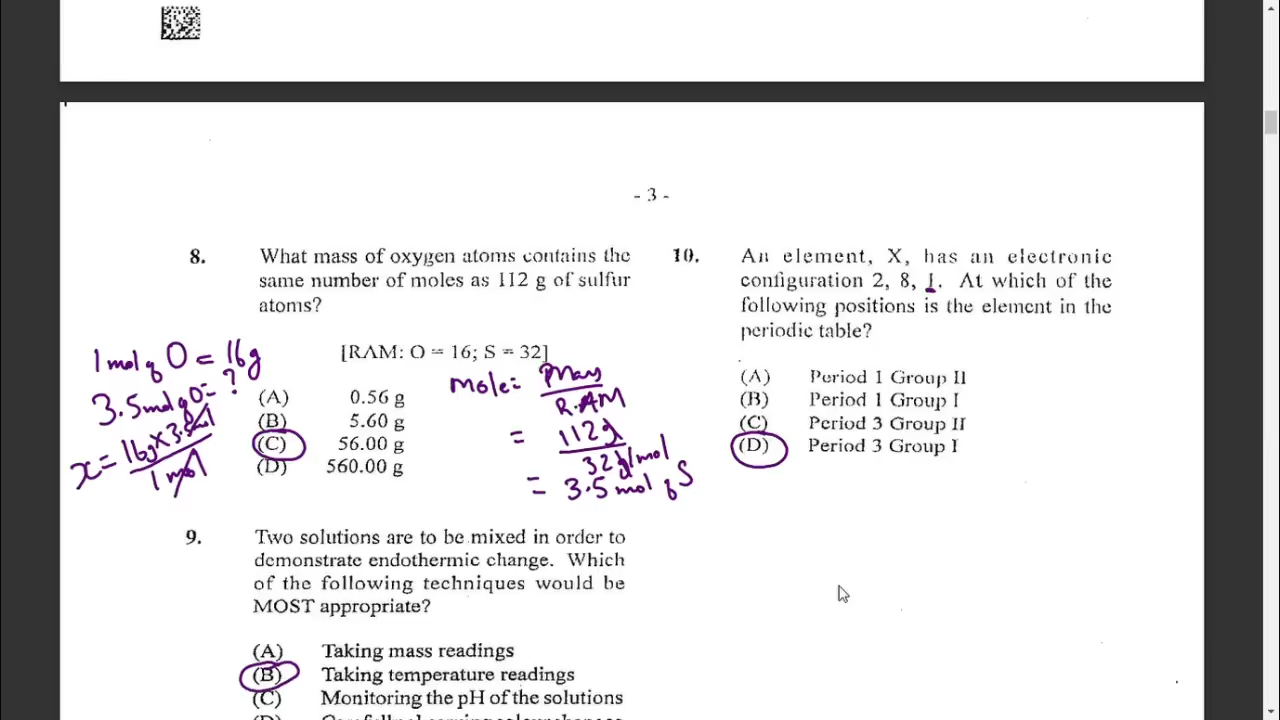 - 3 -
8. What mass of oxygen atoms contains the
same number of moles as 112 g of sulfur
atoms?
[RAM: O = 16; S = 32]
(A) 0.56 g
(B) 5.60 g
(C) 56.00 g
(D) 560.00 g
1 mol of O = 16g
3.5 mol of O = ?
x = 16g x 3.5 mol
1 mol
Mole = Mass
R.AM
= 112g
32 g/mol
= 3.5 mol of S
9. Two solutions are to be mixed in order to
demonstrate endothermic change. Which
of the following techniques would be
MOST appropriate?
(A) Taking mass readings
(B) Taking temperature readings
(C) Monitoring the pH of the solutions
10. An element, X, has an electronic
configuration 2, 8, 1. At which of the
following positions is the element in the
periodic table?
(A) Period 1 Group II
(B) Period 1 Group I
(C) Period 3 Group II
(D) Period 3 Group I